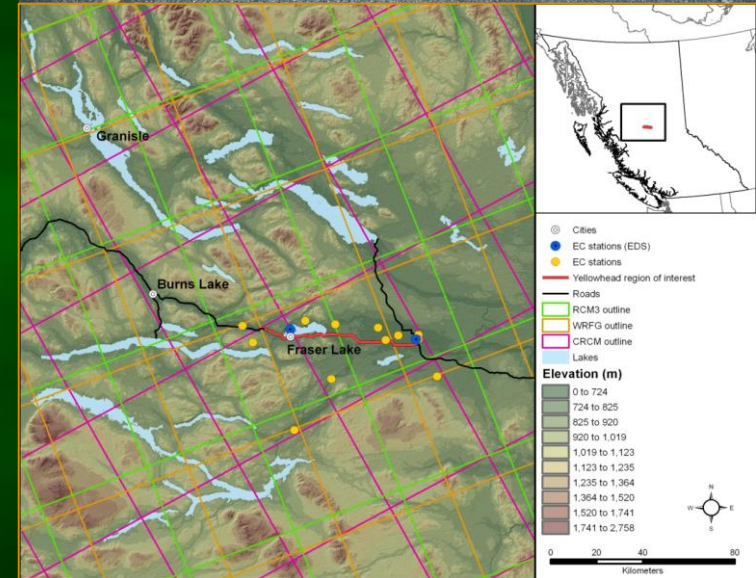 Granisle
Burns Lake
Fraser Lake
Cities
EC stations (EDS)
EC stations
Yellowhead region of interest
Roads
RCM3 outline
WRFG outline
CRCM outline
Lakes
Elevation (m)
0 to 724
724 to 825
825 to 920
920 to 1,019
1,019 to 1,123
1,123 to 1,235
1,235 to 1,364
1,364 to 1,520
1,520 to 1,741
1,741 to 2,758
N
W E
S
0 20 40 80
Kilometers